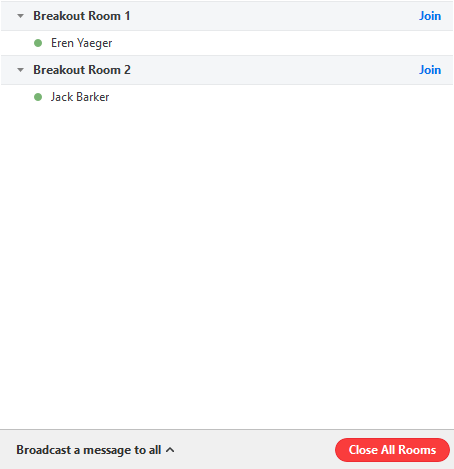 Breakout Room 1 Join
Eren Yaeger
Breakout Room 2 Join
Jack Barker
Broadcast a message to all Close All Rooms